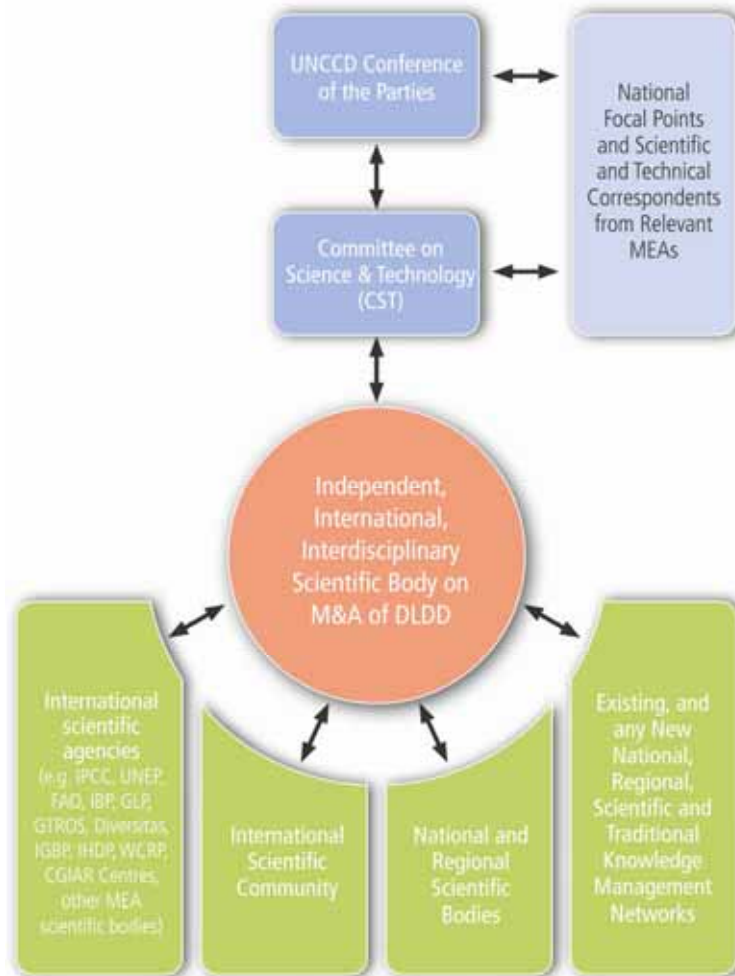 UNCCD Conference
of the Parties
National
Focal Points
and Scientific
and Technical
Correspondents
from Relevant
MEAs
Committee on
Science & Technology
(CST)
Independent,
International,
Interdisciplinary
Scientific Body on
M&A of DLDD
International
scientific
agencies
(e.g. IPCC, UNEP,
FAO, IBP, GLP,
GTROS, Diversitas,
IGBP, IHDP, WCRP,
CGIAR Centres,
other MEA
scientific bodies)
International
Scientific
Community
National and
Regional
Scientific
Bodies
Existing, and
any New
National,
Regional,
Scientific and
Traditional
Knowledge
Management
Networks